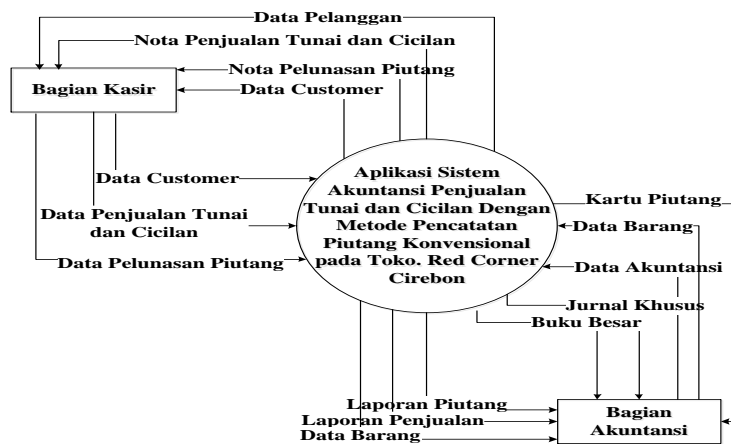 Data Pelanggan
Nota Penjualan Tunai dan Cicilan
Nota Pelunasan Piutang
Bagian Kasir
Data Customer
Aplikasi Sistem
Akuntansi Penjualan
Tunai dan Cicilan Dengan
Metode Pencatatan
Piutang Konvensional
pada Toko. Red Corner
Cirebon
Data Customer
Data Penjualan Tunai
dan Cicilan
Data Pelunasan Piutang
Kartu Piutang
Data Barang
Data Akuntansi
Jurnal Khusus
Buku Besar
Laporan Piutang
Laporan Penjualan
Data Barang
Bagian
Akuntansi